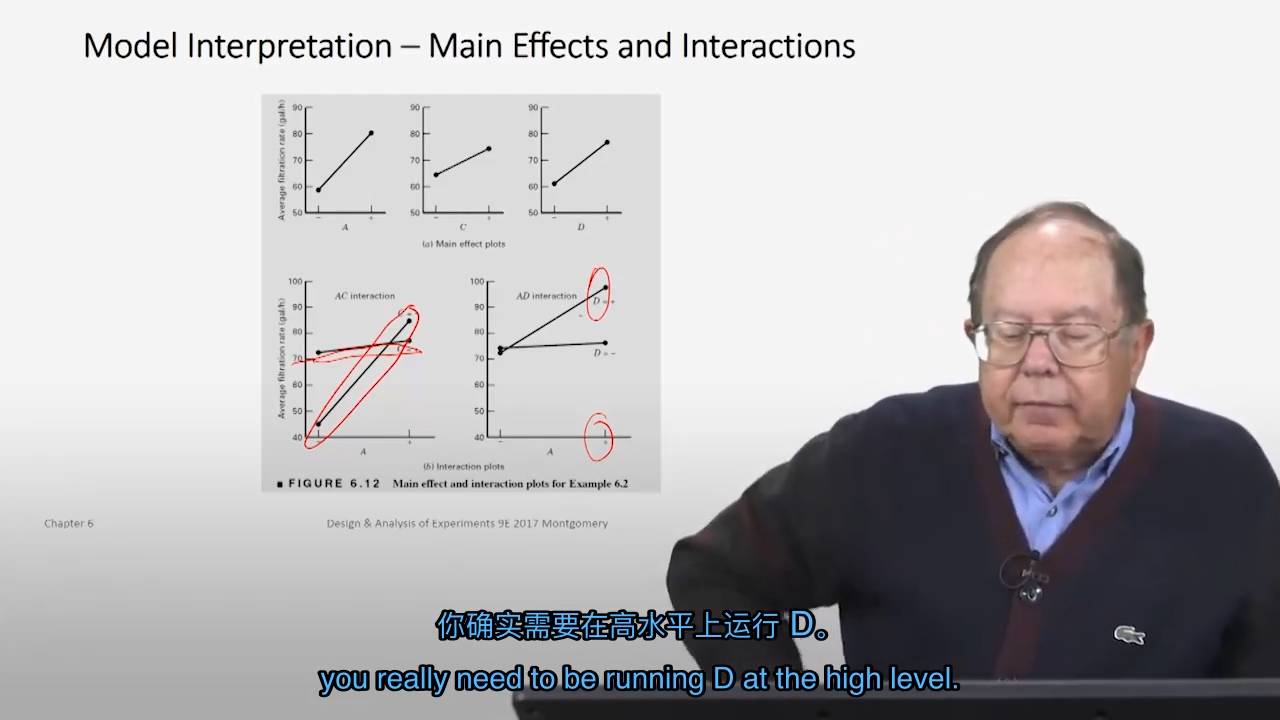 Model Interpretation – Main Effects and Interactions
Average filtration rate (gal/h)
90
80
70
60
50
– +
A
90
80
70
60
50
– +
C
90
80
70
60
50
– +
D
(a) Main effect plots
Average filtration rate (gal/h)
100
90
80
70
60
50
40
AC interaction
+
A
100
90
80
70
60
50
40
AD interaction
D = +
D = –
– +
A
(b) Interaction plots
■ FIGURE 6.12 Main effect and interaction plots for Example 6.2
Chapter 6
Design & Analysis of Experiments 9E 2017 Montgomery
你确实需要在高水平上运行 D。
you really need to be running D at the high level.